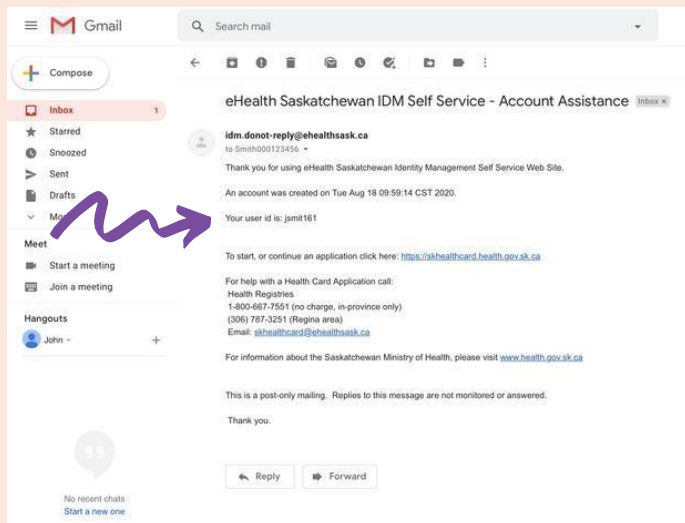 Gmail
Search mail
Compose
Inbox 1
Starred
Snoozed
Sent
Drafts
Meet
Start a meeting
Join a meeting
Hangouts
John
No recent chats
Start a new one
eHealth Saskatchewan IDM Self Service - Account Assistance Inbox x
idm.donot-reply@ehealthsask.ca
to Smith000123456
Thank you for using eHealth Saskatchewan Identity Management Self Service Web Site.
An account was created on Tue Aug 18 09:59:14 CST 2020.
Your user id is: jsmit161
To start, or continue an application click here: https://skhealthcard.health.gov.sk.ca
For help with a Health Card Application call:
Health Registries
1-800-667-7551 (no charge, in-province only)
(306) 787-3251 (Regina area)
Email: skhealthcard@ehealthsask.ca
For information about the Saskatchewan Ministry of Health, please visit www.health.gov.sk.ca
This is a post-only mailing. Replies to this message are not monitored or answered.
Thank you.
Reply
Forward